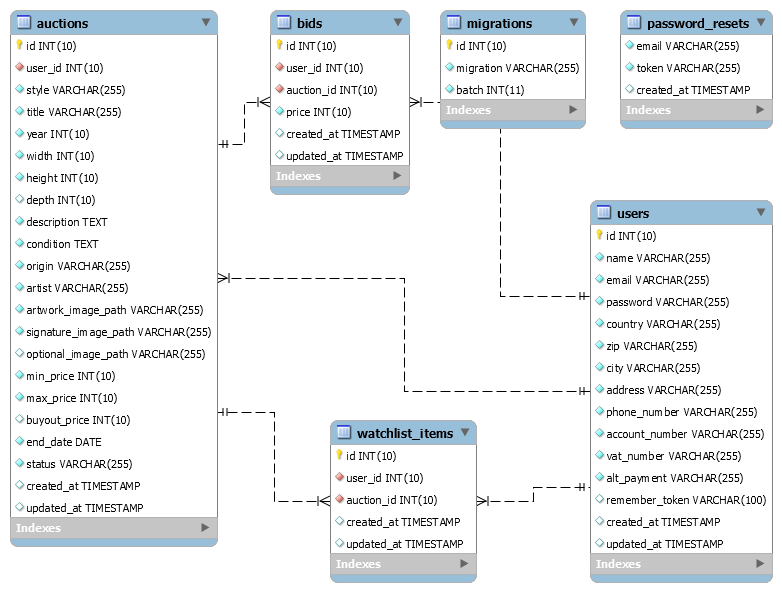 auctions
id INT(10)
user_id INT(10)
style VARCHAR(255)
title VARCHAR(255)
year INT(10)
width INT(10)
height INT(10)
depth INT(10)
description TEXT
condition TEXT
origin VARCHAR(255)
artist VARCHAR(255)
artwork_image_path VARCHAR(255)
signature_image_path VARCHAR(255)
optional_image_path VARCHAR(255)
min_price INT(10)
max_price INT(10)
buyout_price INT(10)
end_date DATE
status VARCHAR(255)
created_at TIMESTAMP
updated_at TIMESTAMP
Indexes
bids
id INT(10)
user_id INT(10)
auction_id INT(10)
price INT(10)
created_at TIMESTAMP
updated_at TIMESTAMP
Indexes
migrations
id INT(10)
migration VARCHAR(255)
batch INT(11)
Indexes
password_resets
email VARCHAR(255)
token VARCHAR(255)
created_at TIMESTAMP
Indexes
users
id INT(10)
name VARCHAR(255)
email VARCHAR(255)
password VARCHAR(255)
country VARCHAR(255)
zip VARCHAR(255)
city VARCHAR(255)
address VARCHAR(255)
phone_number VARCHAR(255)
account_number VARCHAR(255)
vat_number VARCHAR(255)
alt_payment VARCHAR(255)
remember_token VARCHAR(100)
created_at TIMESTAMP
updated_at TIMESTAMP
Indexes
watchlist_items
id INT(10)
user_id INT(10)
auction_id INT(10)
created_at TIMESTAMP
updated_at TIMESTAMP
Indexes